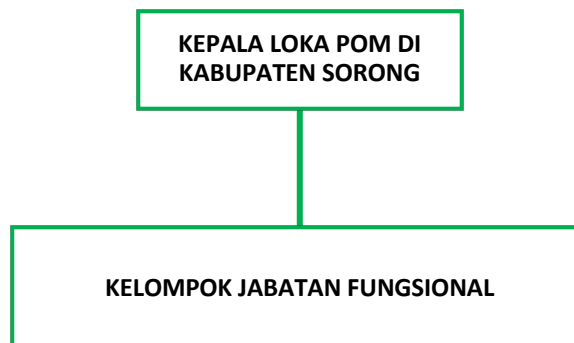 KEPALA LOKA POM DI
KABUPATEN SORONG
KELOMPOK JABATAN FUNGSIONAL